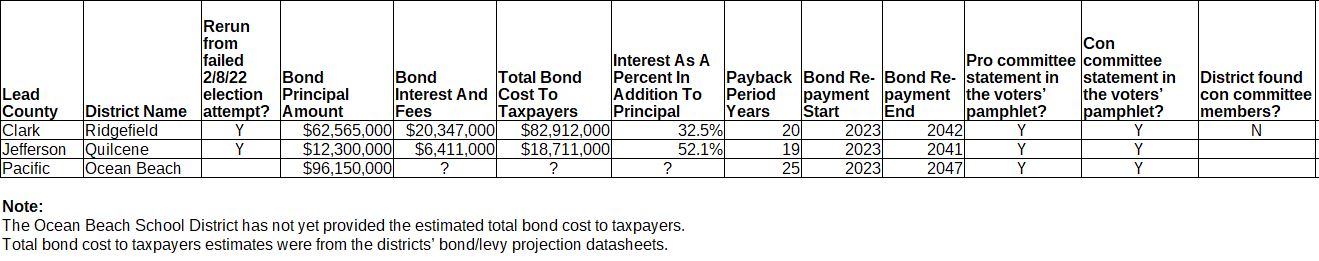 Lead County District Name Rerun from failed 2/8/22 election attempt? Bond Principal Amount Bond Interest And Fees Total Bond Cost To Taxpayers Interest As A Percent In Addition To Principal Payback Period Years Bond Re-payment Start Bond Re-payment End Pro committee statement in the voters’ pamphlet? Con committee statement in the voters’ pamphlet? District found con committee members?
Clark Ridgefield Y $62,565,000 $20,347,000 $82,912,000 32.5% 20 2023 2042 Y Y N
Jefferson Quilcene Y $12,300,000 $6,411,000 $18,711,000 52.1% 19 2023 2041 Y Y
Pacific Ocean Beach $96,150,000 ? ? ? 25 2023 2047 Y Y
Note:
The Ocean Beach School District has not yet provided the estimated total bond cost to taxpayers.
Total bond cost to taxpayers estimates were from the districts’ bond/levy projection datasheets.